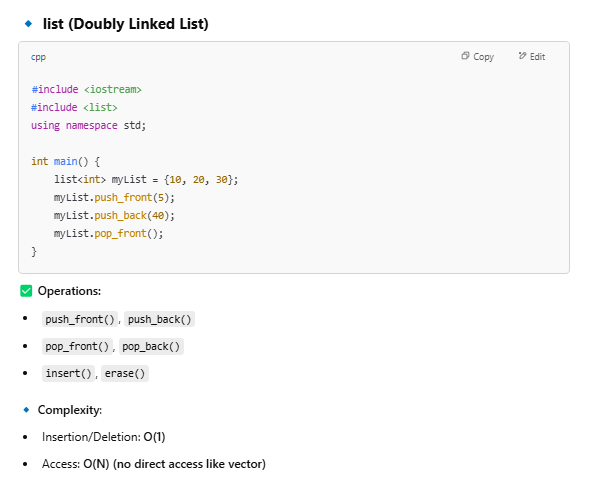 list (Doubly Linked List)
cpp
Copy
Edit
#include <iostream>
#include <list>
using namespace std;
int main() {
    list<int> myList = {10, 20, 30};
    myList.push_front(5);
    myList.push_back(40);
    myList.pop_front();
}
Operations:
push_front(), push_back()
pop_front(), pop_back()
insert(), erase()
Complexity:
Insertion/Deletion: O(1)
Access: O(N) (no direct access like vector)